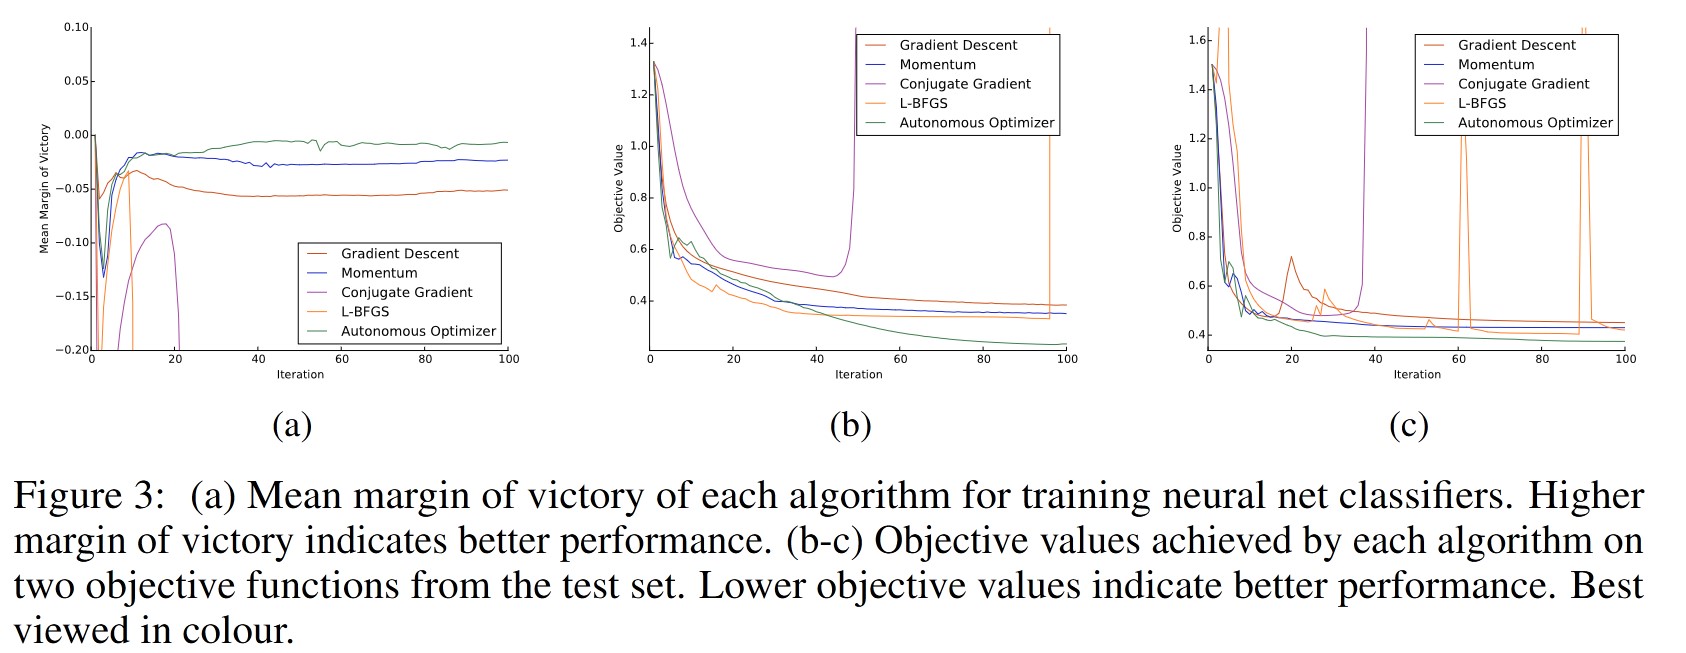 0.10
0.05
0.00
−0.05
−0.10
−0.15
−0.20
Mean Margin of Victory
0 20 40 60 80 100
Iteration
Gradient Descent
Momentum
Conjugate Gradient
L-BFGS
Autonomous Optimizer
(a)
1.4
1.2
1.0
0.8
0.6
0.4
Objective Value
0 20 40 60 80 100
Iteration
Gradient Descent
Momentum
Conjugate Gradient
L-BFGS
Autonomous Optimizer
(b)
1.6
1.4
1.2
1.0
0.8
0.6
0.4
Objective Value
0 20 40 60 80 100
Iteration
Gradient Descent
Momentum
Conjugate Gradient
L-BFGS
Autonomous Optimizer
(c)
Figure 3: (a) Mean margin of victory of each algorithm for training neural net classifiers. Higher
margin of victory indicates better performance. (b-c) Objective values achieved by each algorithm on
two objective functions from the test set. Lower objective values indicate better performance. Best
viewed in colour.